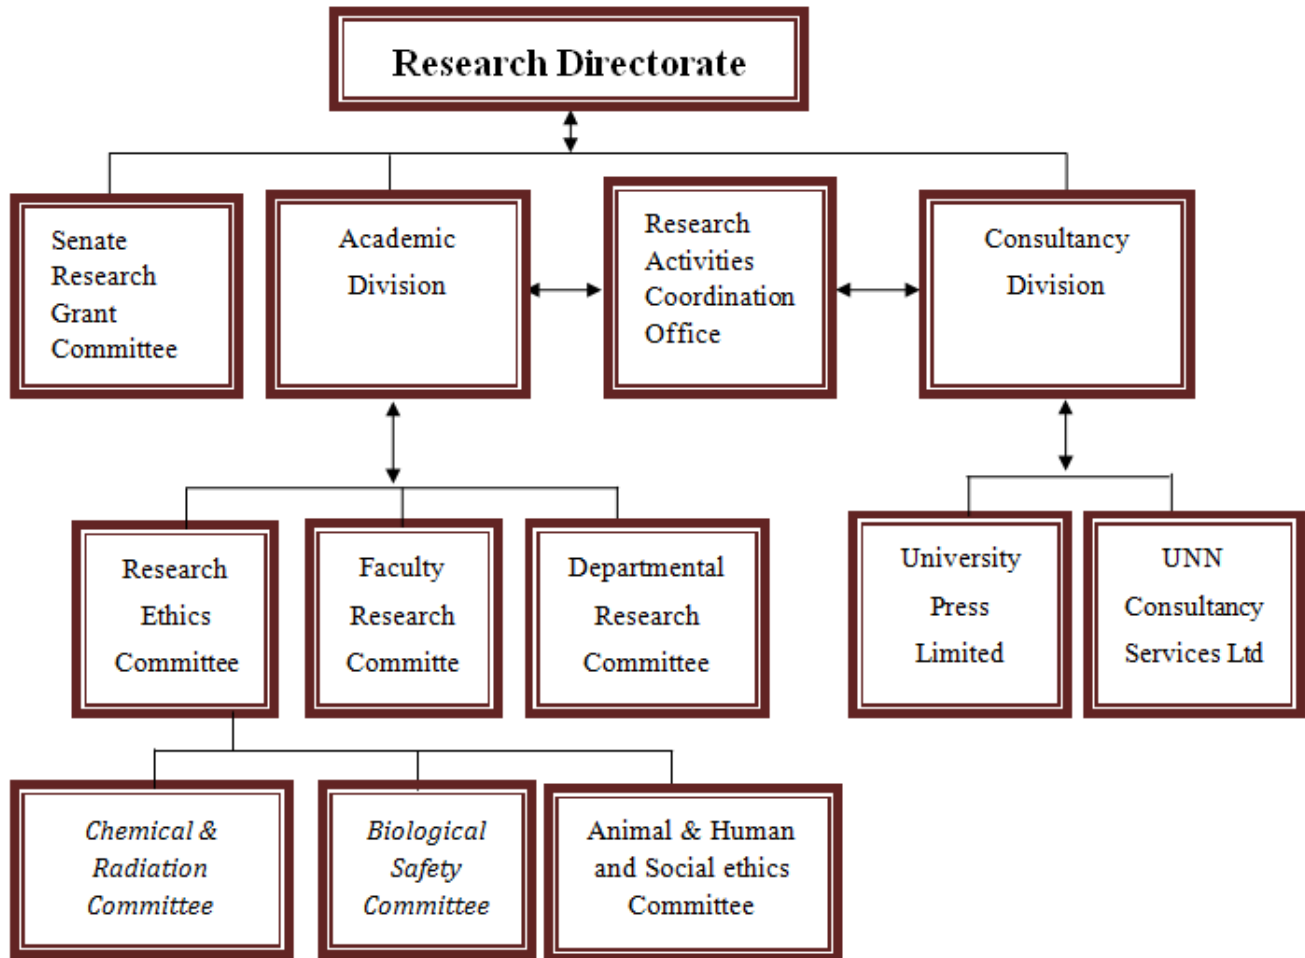 Research Directorate
Senate
Research
Grant
Committee
Academic
Division
Research
Activities
Coordination
Office
Consultancy
Division
Research
Ethics
Committee
Faculty
Research
Committe
Departmental
Research
Committee
University
Press
Limited
UNN
Consultancy
Services Ltd
Chemical &
Radiation
Committee
Biological
Safety
Committee
Animal & Human
and Social ethics
Committee